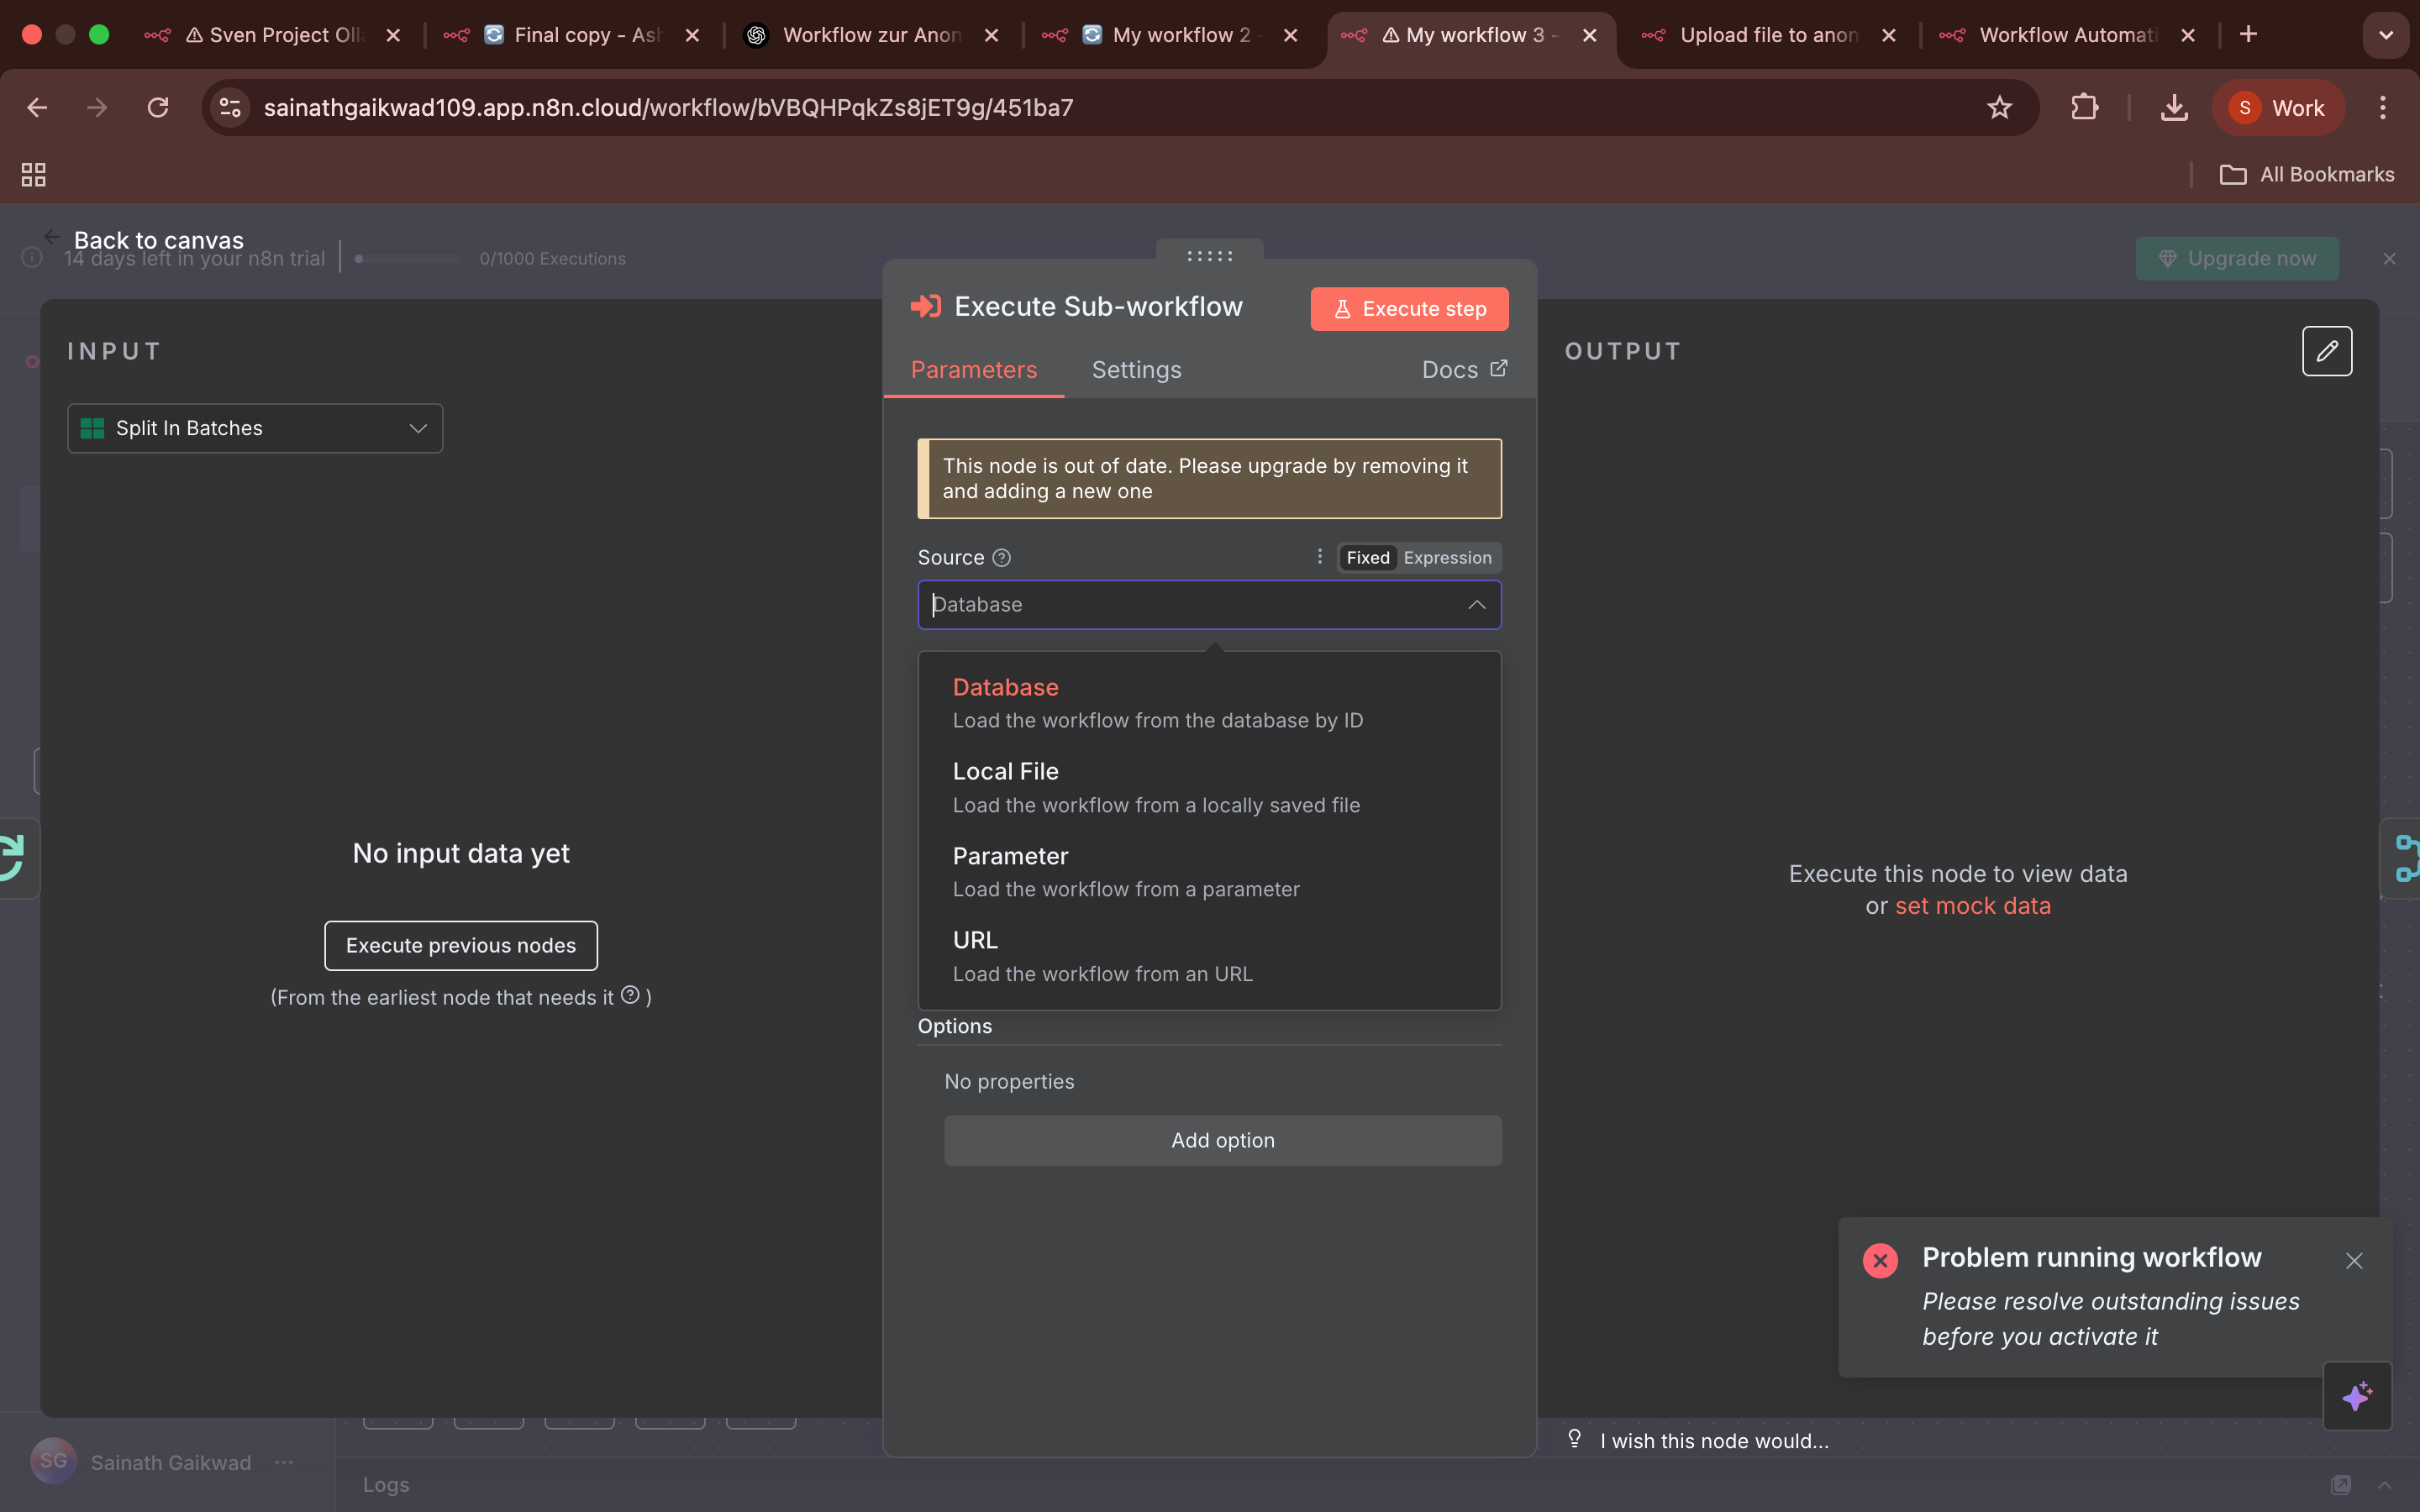 Sven Project Oll
Final copy - Ash
Workflow zur Anon
My workflow 2 -
My workflow 3 -
Upload file to anon
Workflow Automati
sainathgaikwad109.app.n8n.cloud/workflow/bVBQHPqkZs8jET9g/451ba7
S
Work
All Bookmarks
Back to canvas
14 days left in your n8n trial
0/1000 Executions
Upgrade now
INPUT
Split In Batches
No input data yet
Execute previous nodes
(From the earliest node that needs it ? )
Execute Sub-workflow
Execute step
Parameters
Settings
Docs
This node is out of date. Please upgrade by removing it
and adding a new one
Source ?
Fixed
Expression
Database
Database
Load the workflow from the database by ID
Local File
Load the workflow from a locally saved file
Parameter
Load the workflow from a parameter
URL
Load the workflow from an URL
Options
No properties
Add option
OUTPUT
Execute this node to view data
or set mock data
Problem running workflow
Please resolve outstanding issues
before you activate it
I wish this node would...
SG
Sainath Gaikwad
Logs